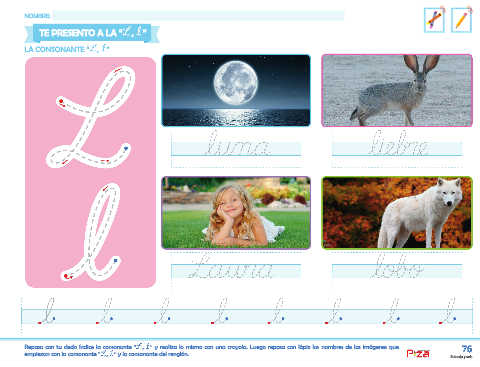 NOMBRE
TE PRESENTO A LA "L, l"
LA CONSONANTE "L, l"
L
l
luna
liebre
Laura
lobo
l l l l l l l l
Repasa con tu dedo índice la consonante "L, l" y realiza lo mismo con una crayola. Luego repasa con lápiz los nombres de las imágenes que
empiezan con la consonante "L, l" y la consonante del renglón.
76